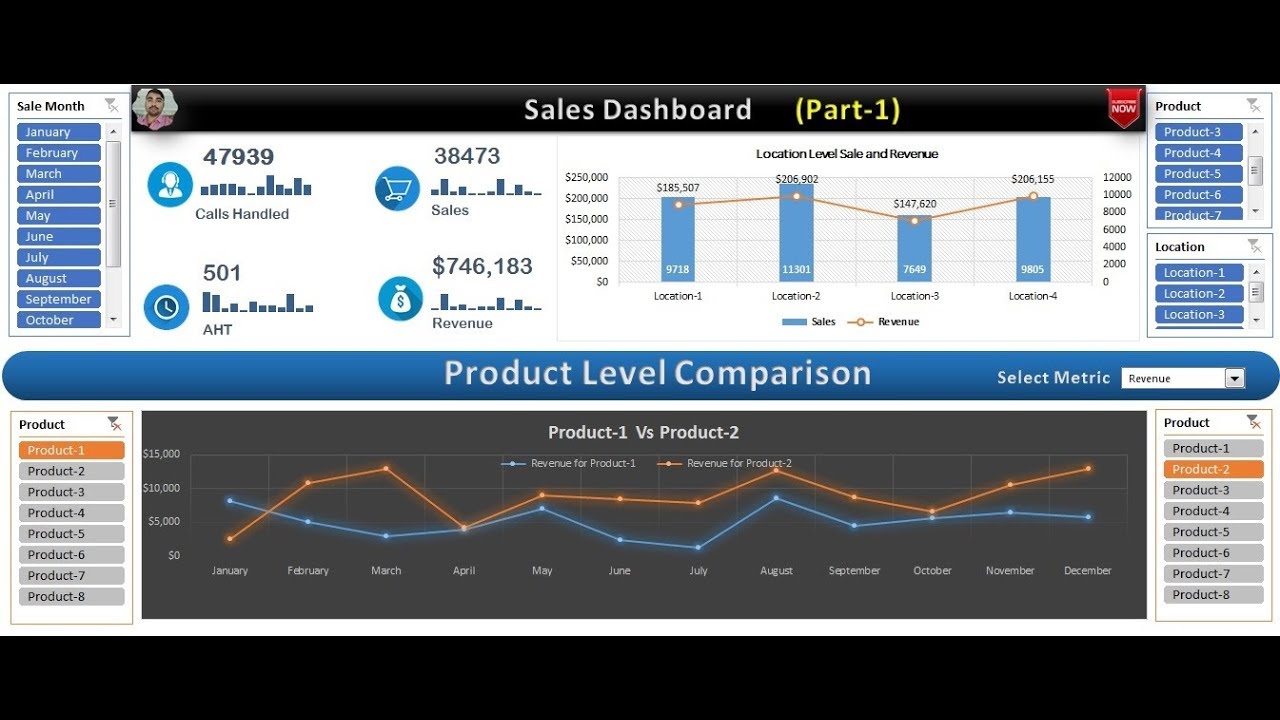 Sales Dashboard (Part-1)
SUBSCRIBE
NOW
Sale Month
January
February
March
April
May
June
July
August
September
October
47939
Calls Handled
38473
Sales
501
AHT
$746,183
Revenue
Location Level Sale and Revenue
$250,000
$200,000
$150,000
$100,000
$50,000
$0
$185,507
$206,902
$147,620
$206,155
9718
11301
7649
9805
12000
10000
8000
6000
4000
2000
0
Location-1
Location-2
Location-3
Location-4
Sales
Revenue
Product
Product-3
Product-4
Product-5
Product-6
Product-7
Location
Location-1
Location-2
Location-3
Product Level Comparison
Select Metric
Revenue
Product
Product-1
Product-2
Product-3
Product-4
Product-5
Product-6
Product-7
Product-8
Product-1 Vs Product-2
Revenue for Product-1
Revenue for Product-2
$15,000
$10,000
$5,000
$0
January
February
March
April
May
June
July
August
September
October
November
December
Product
Product-1
Product-2
Product-3
Product-4
Product-5
Product-6
Product-7
Product-8